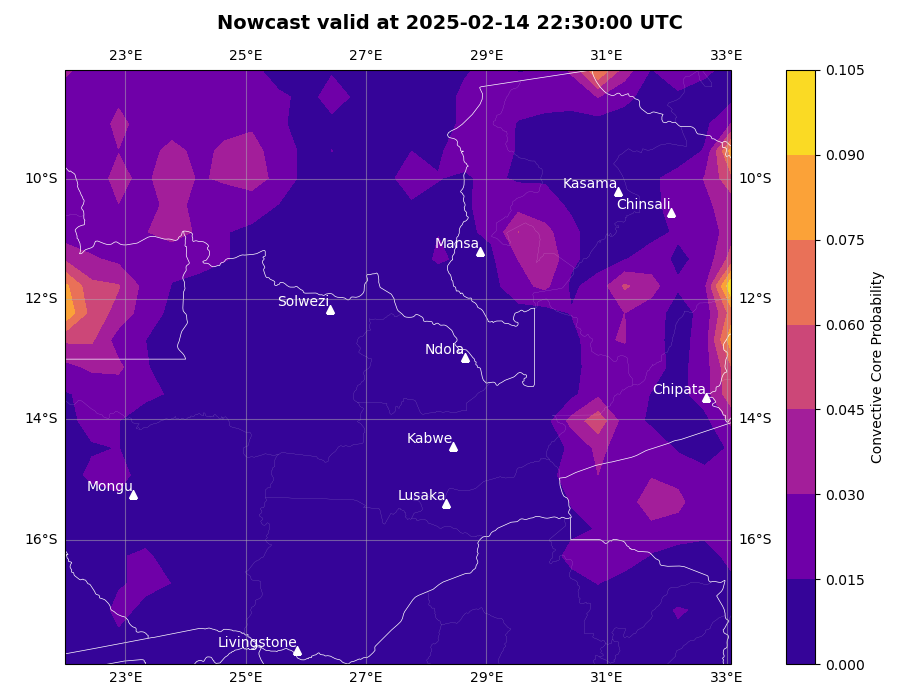 Nowcast valid at 2025-02-14 22:30:00 UTC
23°E 25°E 27°E 29°E 31°E 33°E
0.105
0.090
10°S 10°S
Kasama
Chinsali
0.075
Mansa
12°S 12°S
Solwezi
0.060
Ndola
Convective Core Probability
Chipata
0.045
14°S 14°S
Kabwe
Mongu
Lusaka
0.030
16°S 16°S
0.015
Livingstone
0.000
23°E 25°E 27°E 29°E 31°E 33°E